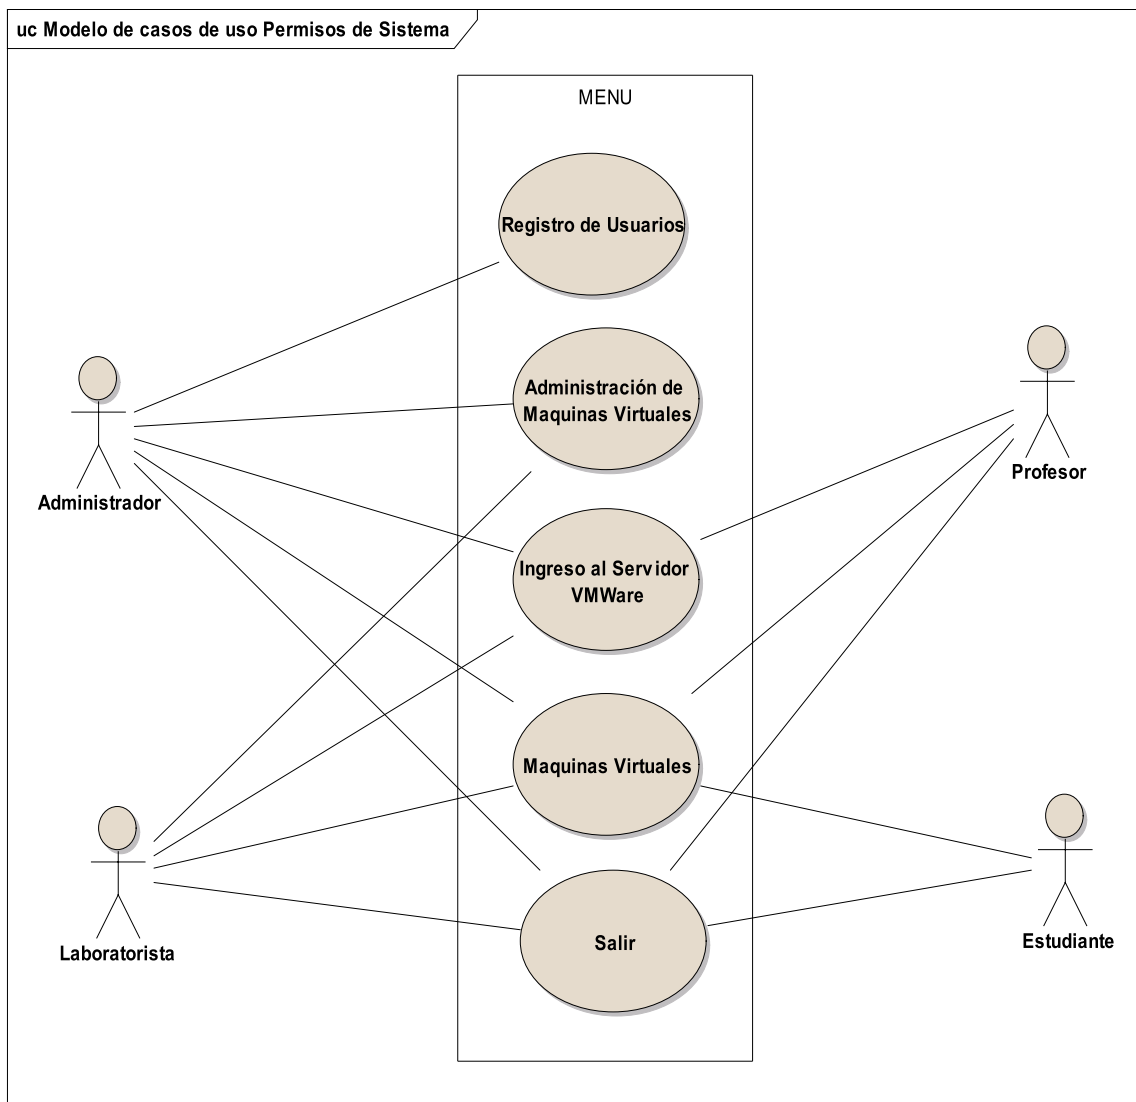 uc Modelo de casos de uso Permisos de Sistema
MENU
Registro de Usuarios
Administración de
Maquinas Virtuales
Ingreso al Servidor
VMWare
Maquinas Virtuales
Salir
Administrador
Laboratorista
Profesor
Estudiante